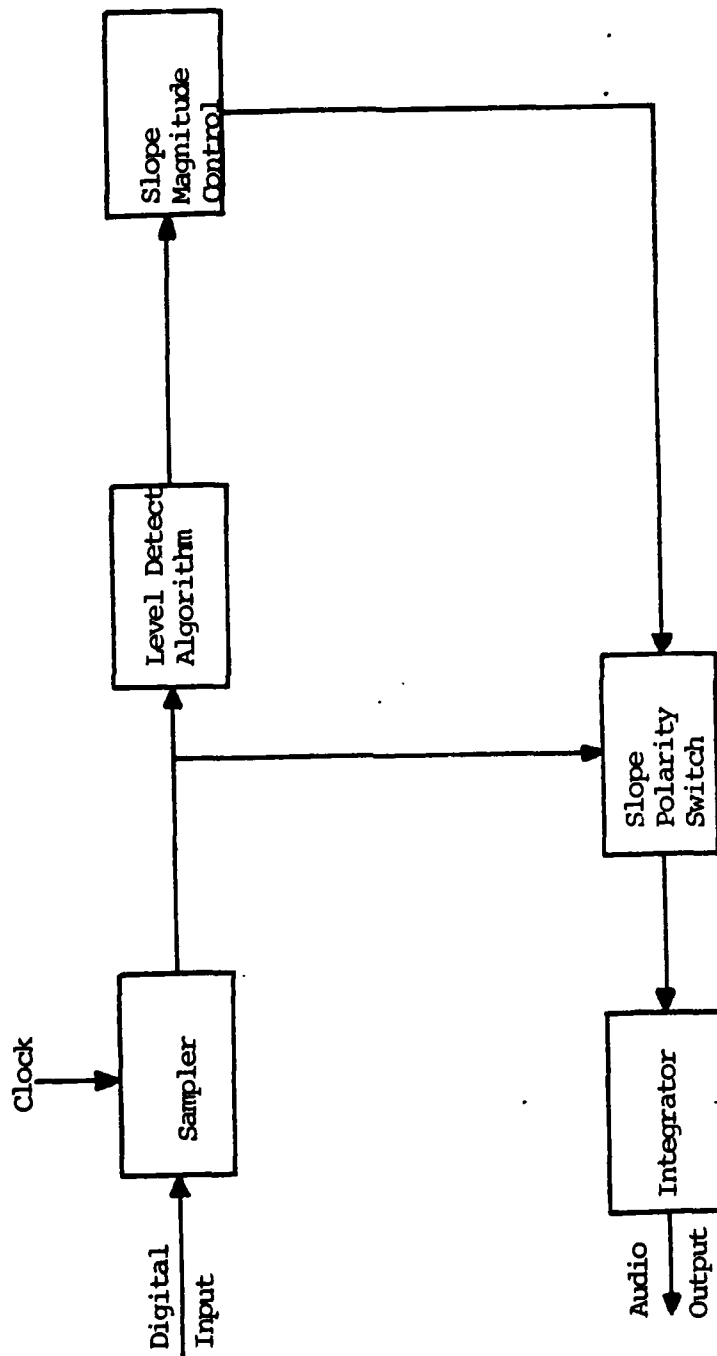 Clock
Digital
Input
Sampler
Level Detect
Algorithm
Slope
Magnitude
Control
Slope
Polarity
Switch
Integrator
Audio
Output